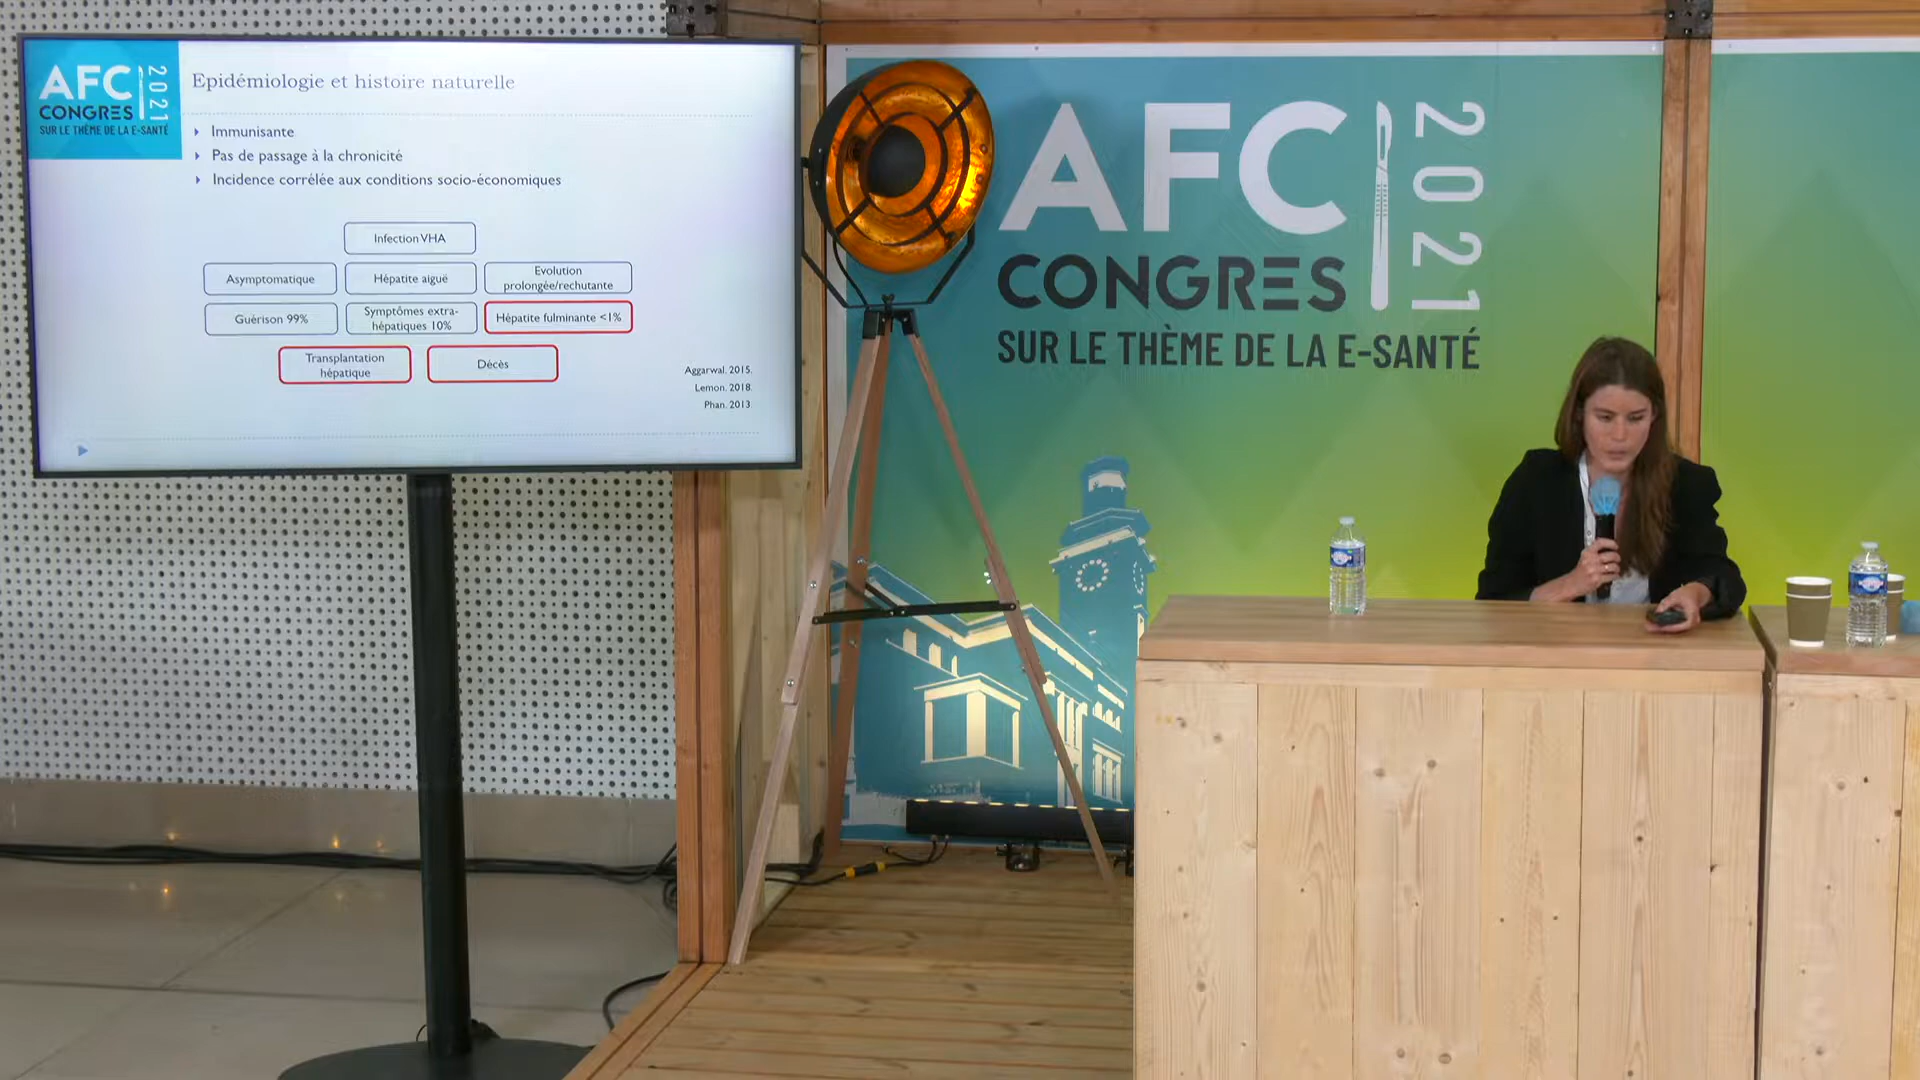 AFC
CONGRES
2021
SUR LE THÈME DE LA E-SANTÉ
Epidémiologie et histoire naturelle
Immunisante
Pas de passage à la chronicité
Incidence corrélée aux conditions socio-économiques
Infection VHA
Asymptomatique
Hépatite aiguë
Evolution
prolongée/rechutante
Guérison 99%
Symptômes extra-
hépatiques 10%
Hépatite fulminante <1%
Transplantation
hépatique
Décès
Aggarwal. 2015.
Lemon. 2018.
Phan. 2013.
AFC
CONGRES
2021
SUR LE THÈME DE LA E-SANTÉ